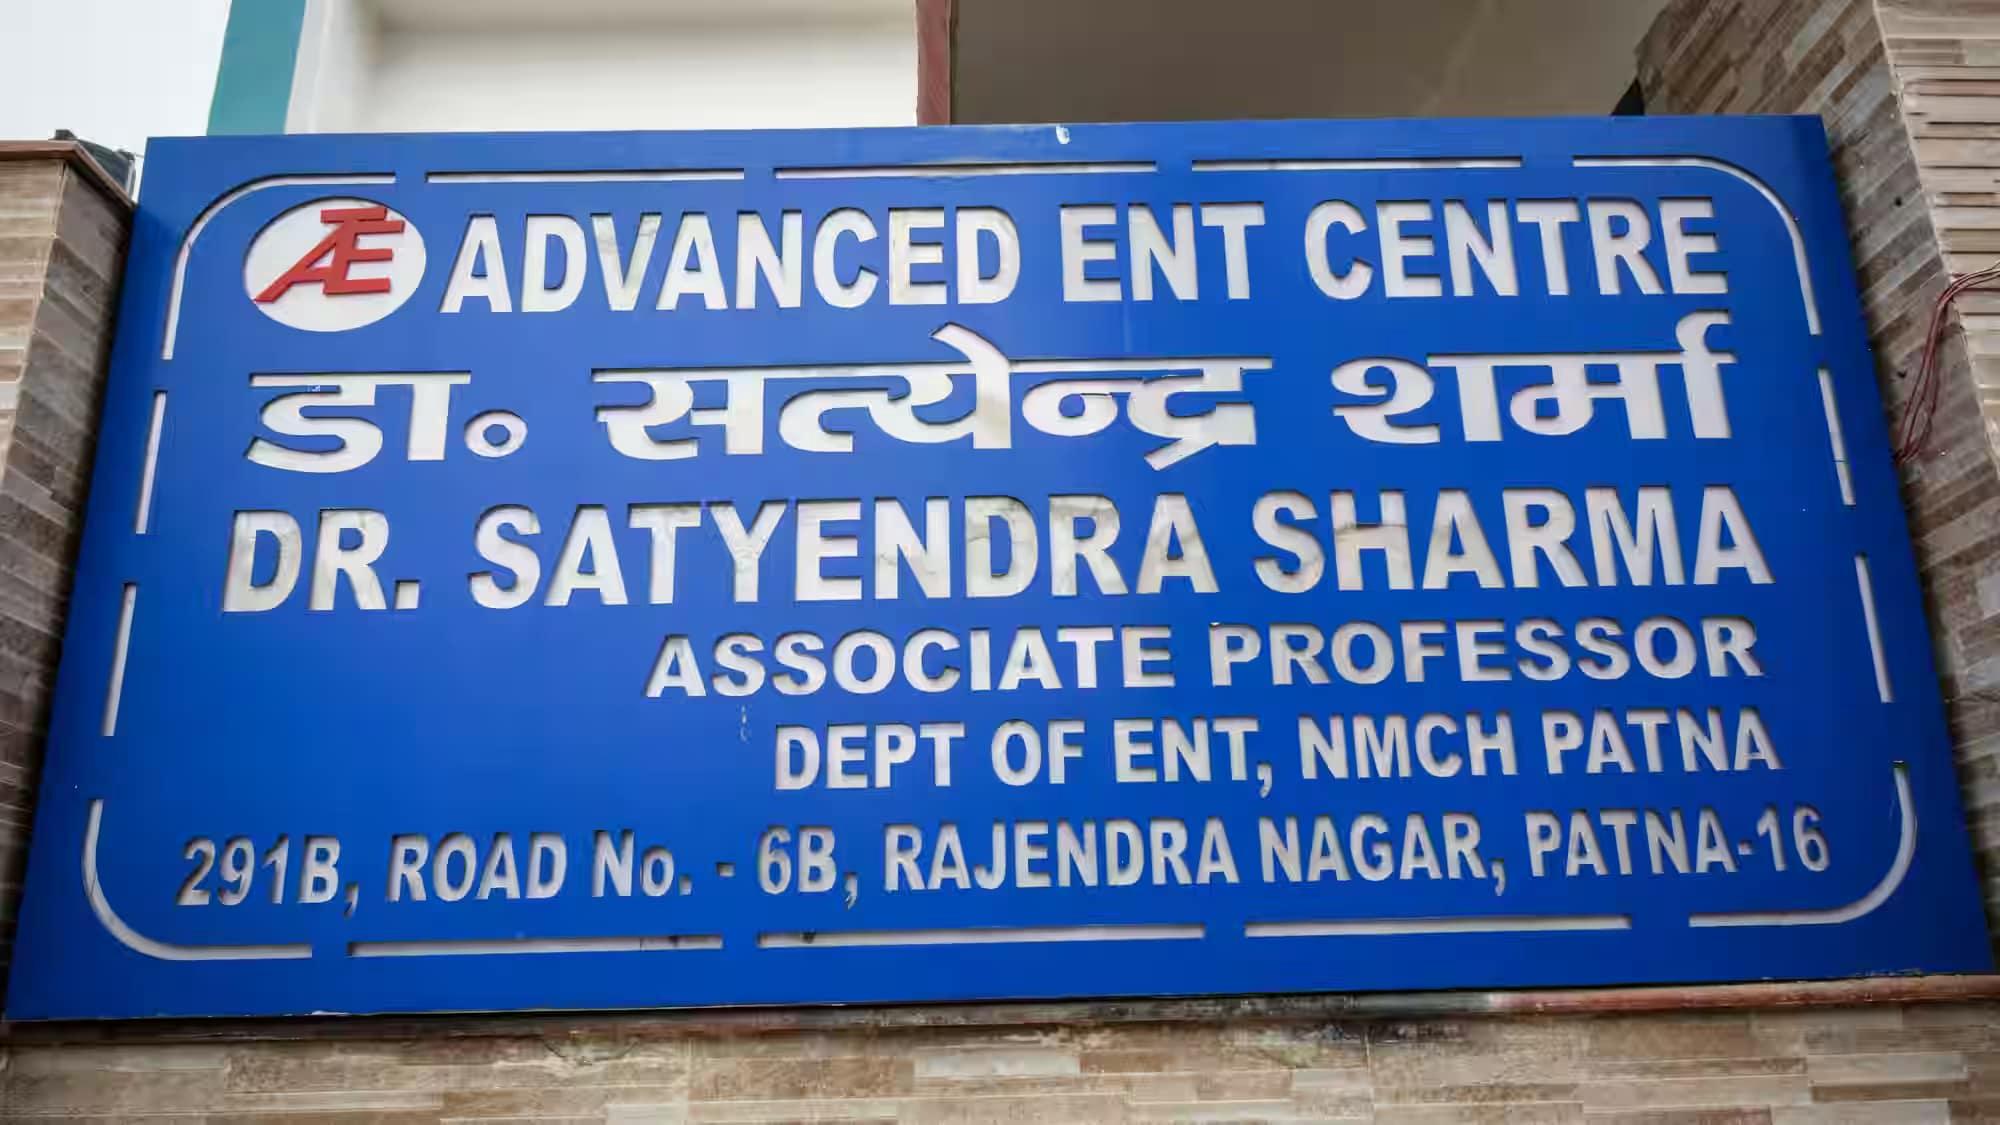 AE ADVANCED ENT CENTRE
डा॰ सत्येन्द्र शर्मा
DR. SATYENDRA SHARMA
ASSOCIATE PROFESSOR
DEPT OF ENT, NMCH PATNA
291B, ROAD No. - 6B, RAJENDRA NAGAR, PATNA-16